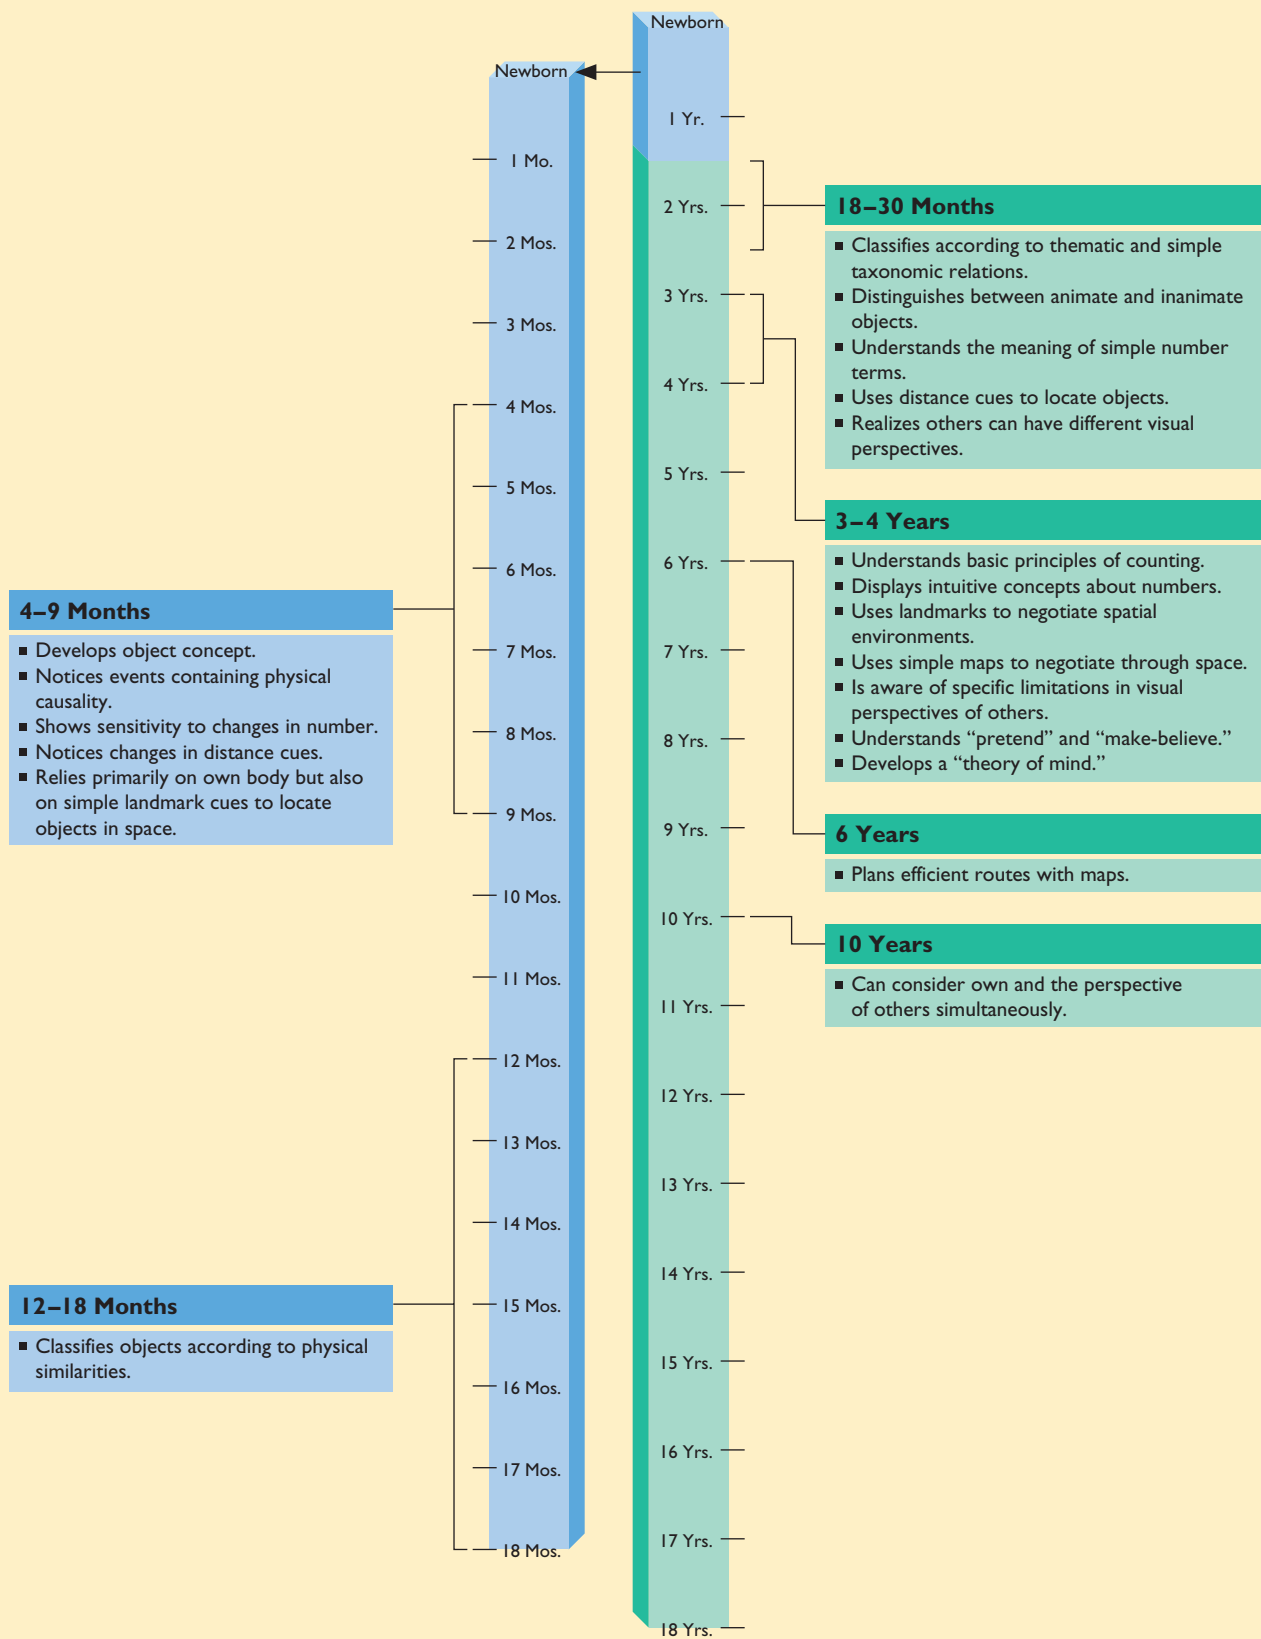 Newborn
1 Mo.
2 Mos.
3 Mos.
4 Mos.
5 Mos.
6 Mos.
7 Mos.
8 Mos.
9 Mos.
10 Mos.
11 Mos.
12 Mos.
13 Mos.
14 Mos.
15 Mos.
16 Mos.
17 Mos.
18 Mos.
4–9 Months
▪ Develops object concept.
▪ Notices events containing physical
causality.
▪ Shows sensitivity to changes in number.
▪ Notices changes in distance cues.
▪ Relies primarily on own body but also
on simple landmark cues to locate
objects in space.
12–18 Months
▪ Classifies objects according to physical
similarities.
Newborn
1 Yr.
2 Yrs.
3 Yrs.
4 Yrs.
5 Yrs.
6 Yrs.
7 Yrs.
8 Yrs.
9 Yrs.
10 Yrs.
11 Yrs.
12 Yrs.
13 Yrs.
14 Yrs.
15 Yrs.
16 Yrs.
17 Yrs.
18 Yrs.
18–30 Months
▪ Classifies according to thematic and simple
taxonomic relations.
▪ Distinguishes between animate and inanimate
objects.
▪ Understands the meaning of simple number
terms.
▪ Uses distance cues to locate objects.
▪ Realizes others can have different visual
perspectives.
3–4 Years
▪ Understands basic principles of counting.
▪ Displays intuitive concepts about numbers.
▪ Uses landmarks to negotiate spatial
environments.
▪ Uses simple maps to negotiate through space.
▪ Is aware of specific limitations in visual
perspectives of others.
▪ Understands “pretend” and “make-believe.”
▪ Develops a “theory of mind.”
6 Years
▪ Plans efficient routes with maps.
10 Years
▪ Can consider own and the perspective
of others simultaneously.